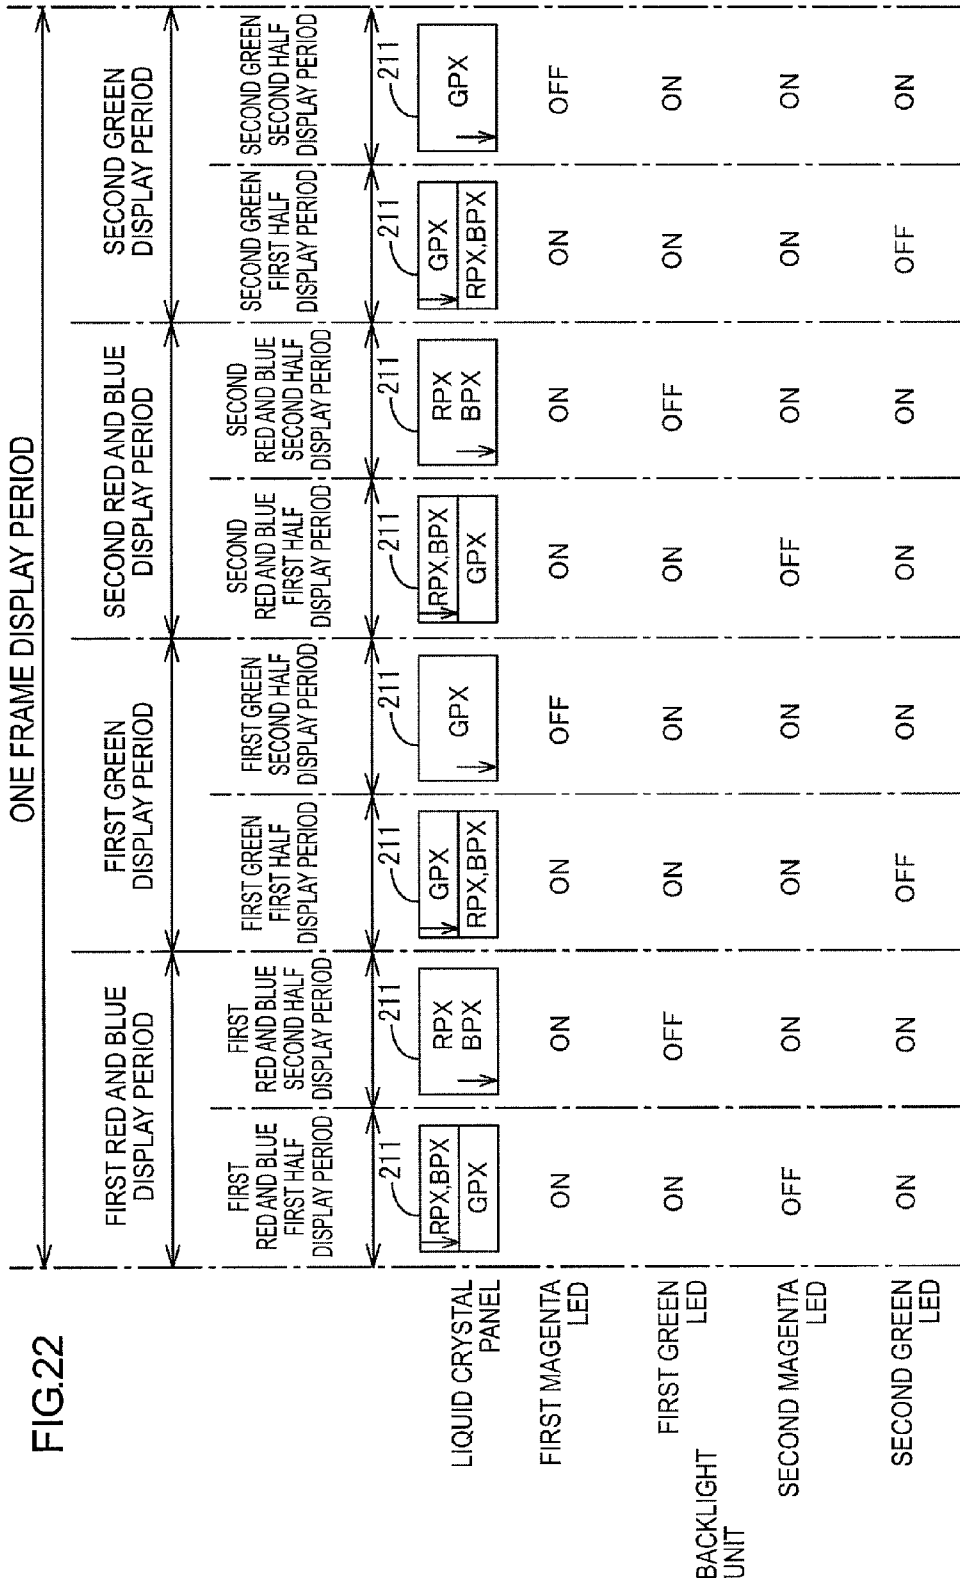 FIG.22
ONE FRAME DISPLAY PERIOD
FIRST RED AND BLUE
DISPLAY PERIOD
FIRST GREEN
DISPLAY PERIOD
SECOND RED AND BLUE
DISPLAY PERIOD
SECOND GREEN
DISPLAY PERIOD
FIRST
RED AND BLUE
FIRST HALF
DISPLAY PERIOD
FIRST
RED AND BLUE
SECOND HALF
DISPLAY PERIOD
FIRST GREEN
FIRST HALF
DISPLAY PERIOD
FIRST GREEN
SECOND HALF
DISPLAY PERIOD
SECOND
RED AND BLUE
FIRST HALF
DISPLAY PERIOD
SECOND
RED AND BLUE
SECOND HALF
DISPLAY PERIOD
SECOND GREEN
FIRST HALF
DISPLAY PERIOD
SECOND GREEN
SECOND HALF
DISPLAY PERIOD
211 211 211 211 211 211 211 211
LIQUID CRYSTAL
PANEL
RPX,BPX
GPX
RPX
BPX
GPX
RPX,BPX
GPX
RPX,BPX
GPX
RPX
BPX
GPX
RPX,BPX
GPX
BACKLIGHT
UNIT
FIRST MAGENTA
LED
ON ON ON OFF ON ON ON OFF
FIRST GREEN
LED
ON OFF ON ON ON OFF ON ON
SECOND MAGENTA
LED
OFF ON ON ON OFF ON ON ON
SECOND GREEN
LED
ON ON OFF ON ON ON OFF ON